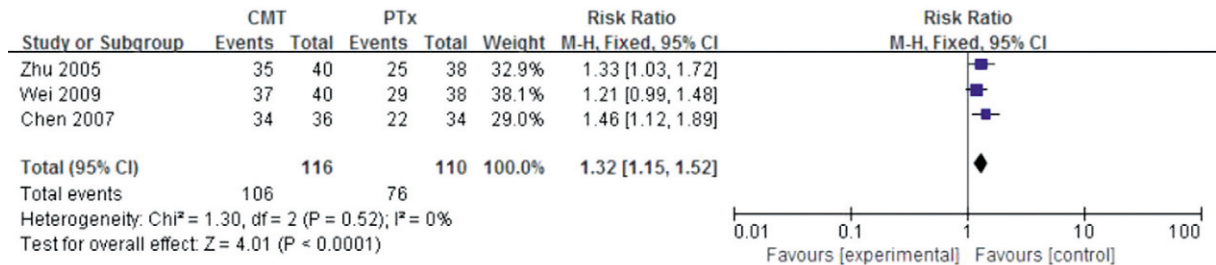 CMT PTx Risk Ratio Risk Ratio
Study or Subgroup Events Total Events Total Weight M-H, Fixed, 95% CI M-H, Fixed, 95% CI
Zhu 2005 35 40 25 38 32.9% 1.33 [1.03, 1.72]
Wei 2009 37 40 29 38 38.1% 1.21 [0.99, 1.48]
Chen 2007 34 36 22 34 29.0% 1.46 [1.12, 1.89]
Total (95% CI) 116 110 100.0% 1.32 [1.15, 1.52]
Total events 106 76
Heterogeneity: Chi² = 1.30, df = 2 (P = 0.52); I² = 0%
Test for overall effect: Z = 4.01 (P < 0.0001)
0.01 0.1 1 10 100
Favours [experimental] Favours [control]